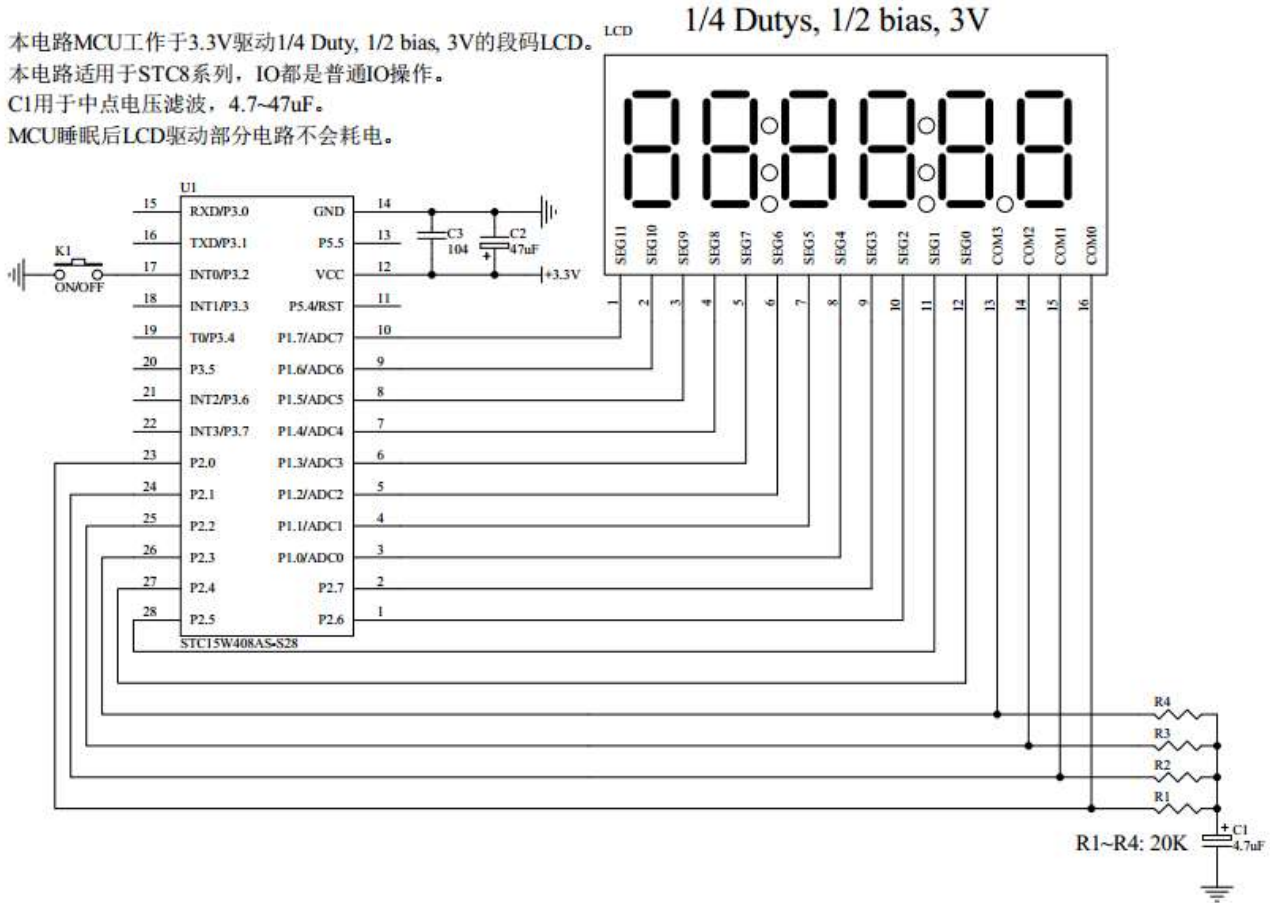 1/4 Dutys, 1/2 bias, 3V
LCD
本电路MCU工作于3.3V驱动1/4 Duty, 1/2 bias, 3V的段码LCD。
本电路适用于STC8系列，IO都是普通IO操作。
C1用于中点电压滤波，4.7~47uF。
MCU睡眠后LCD驱动部分电路不会耗电。
U1
15 RXD/P3.0 GND 14
16 TXD/P3.1 P5.5 13
17 INT0/P3.2 VCC 12
18 INT1/P3.3 P5.4/RST 11
19 T0/P3.4 P1.7/ADC7 10
20 P3.5 P1.6/ADC6 9
21 INT2/P3.6 P1.5/ADC5 8
22 INT3/P3.7 P1.4/ADC4 7
23 P2.0 P1.3/ADC3 6
24 P2.1 P1.2/ADC2 5
25 P2.2 P1.1/ADC1 4
26 P2.3 P1.0/ADC0 3
27 P2.4 P2.7 2
28 P2.5 P2.6 1
STC15W408AS-S28
K1
ON/OFF
C3
104
C2
+
47uF
+3.3V
SEG11 SEG10 SEG9 SEG8 SEG7 SEG6 SEG5 SEG4 SEG3 SEG2 SEG1 SEG0 COM3 COM2 COM1 COM0
1 2 3 4 5 6 7 8 9 10 11 12 13 14 15 16
R4
R3
R2
R1
R1~R4: 20K
+ C1
4.7uF